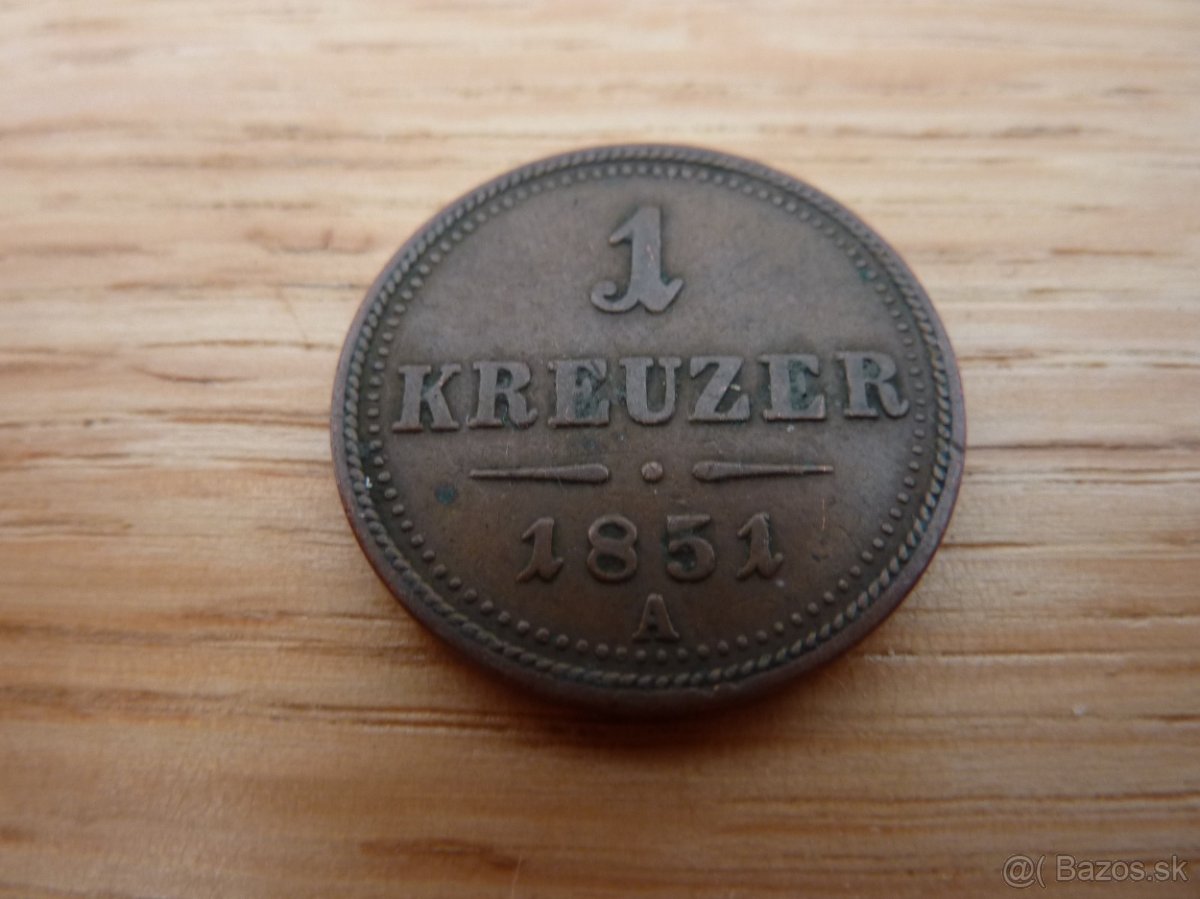 1
KREUZER
1851
A
@( Bazos.sk